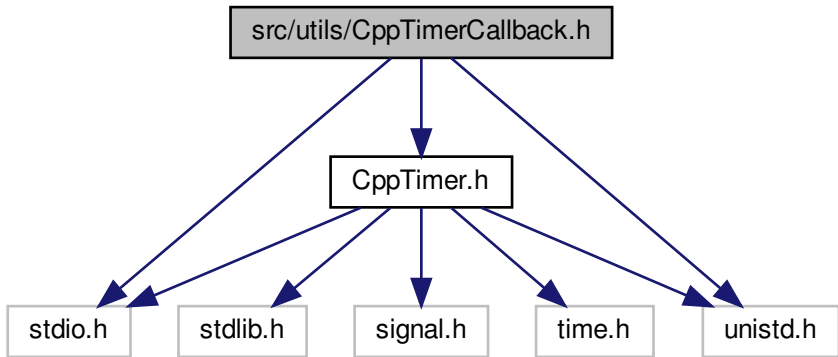 src/utils/CppTimerCallback.h
CppTimer.h
stdio.h
stdlib.h
signal.h
time.h
unistd.h